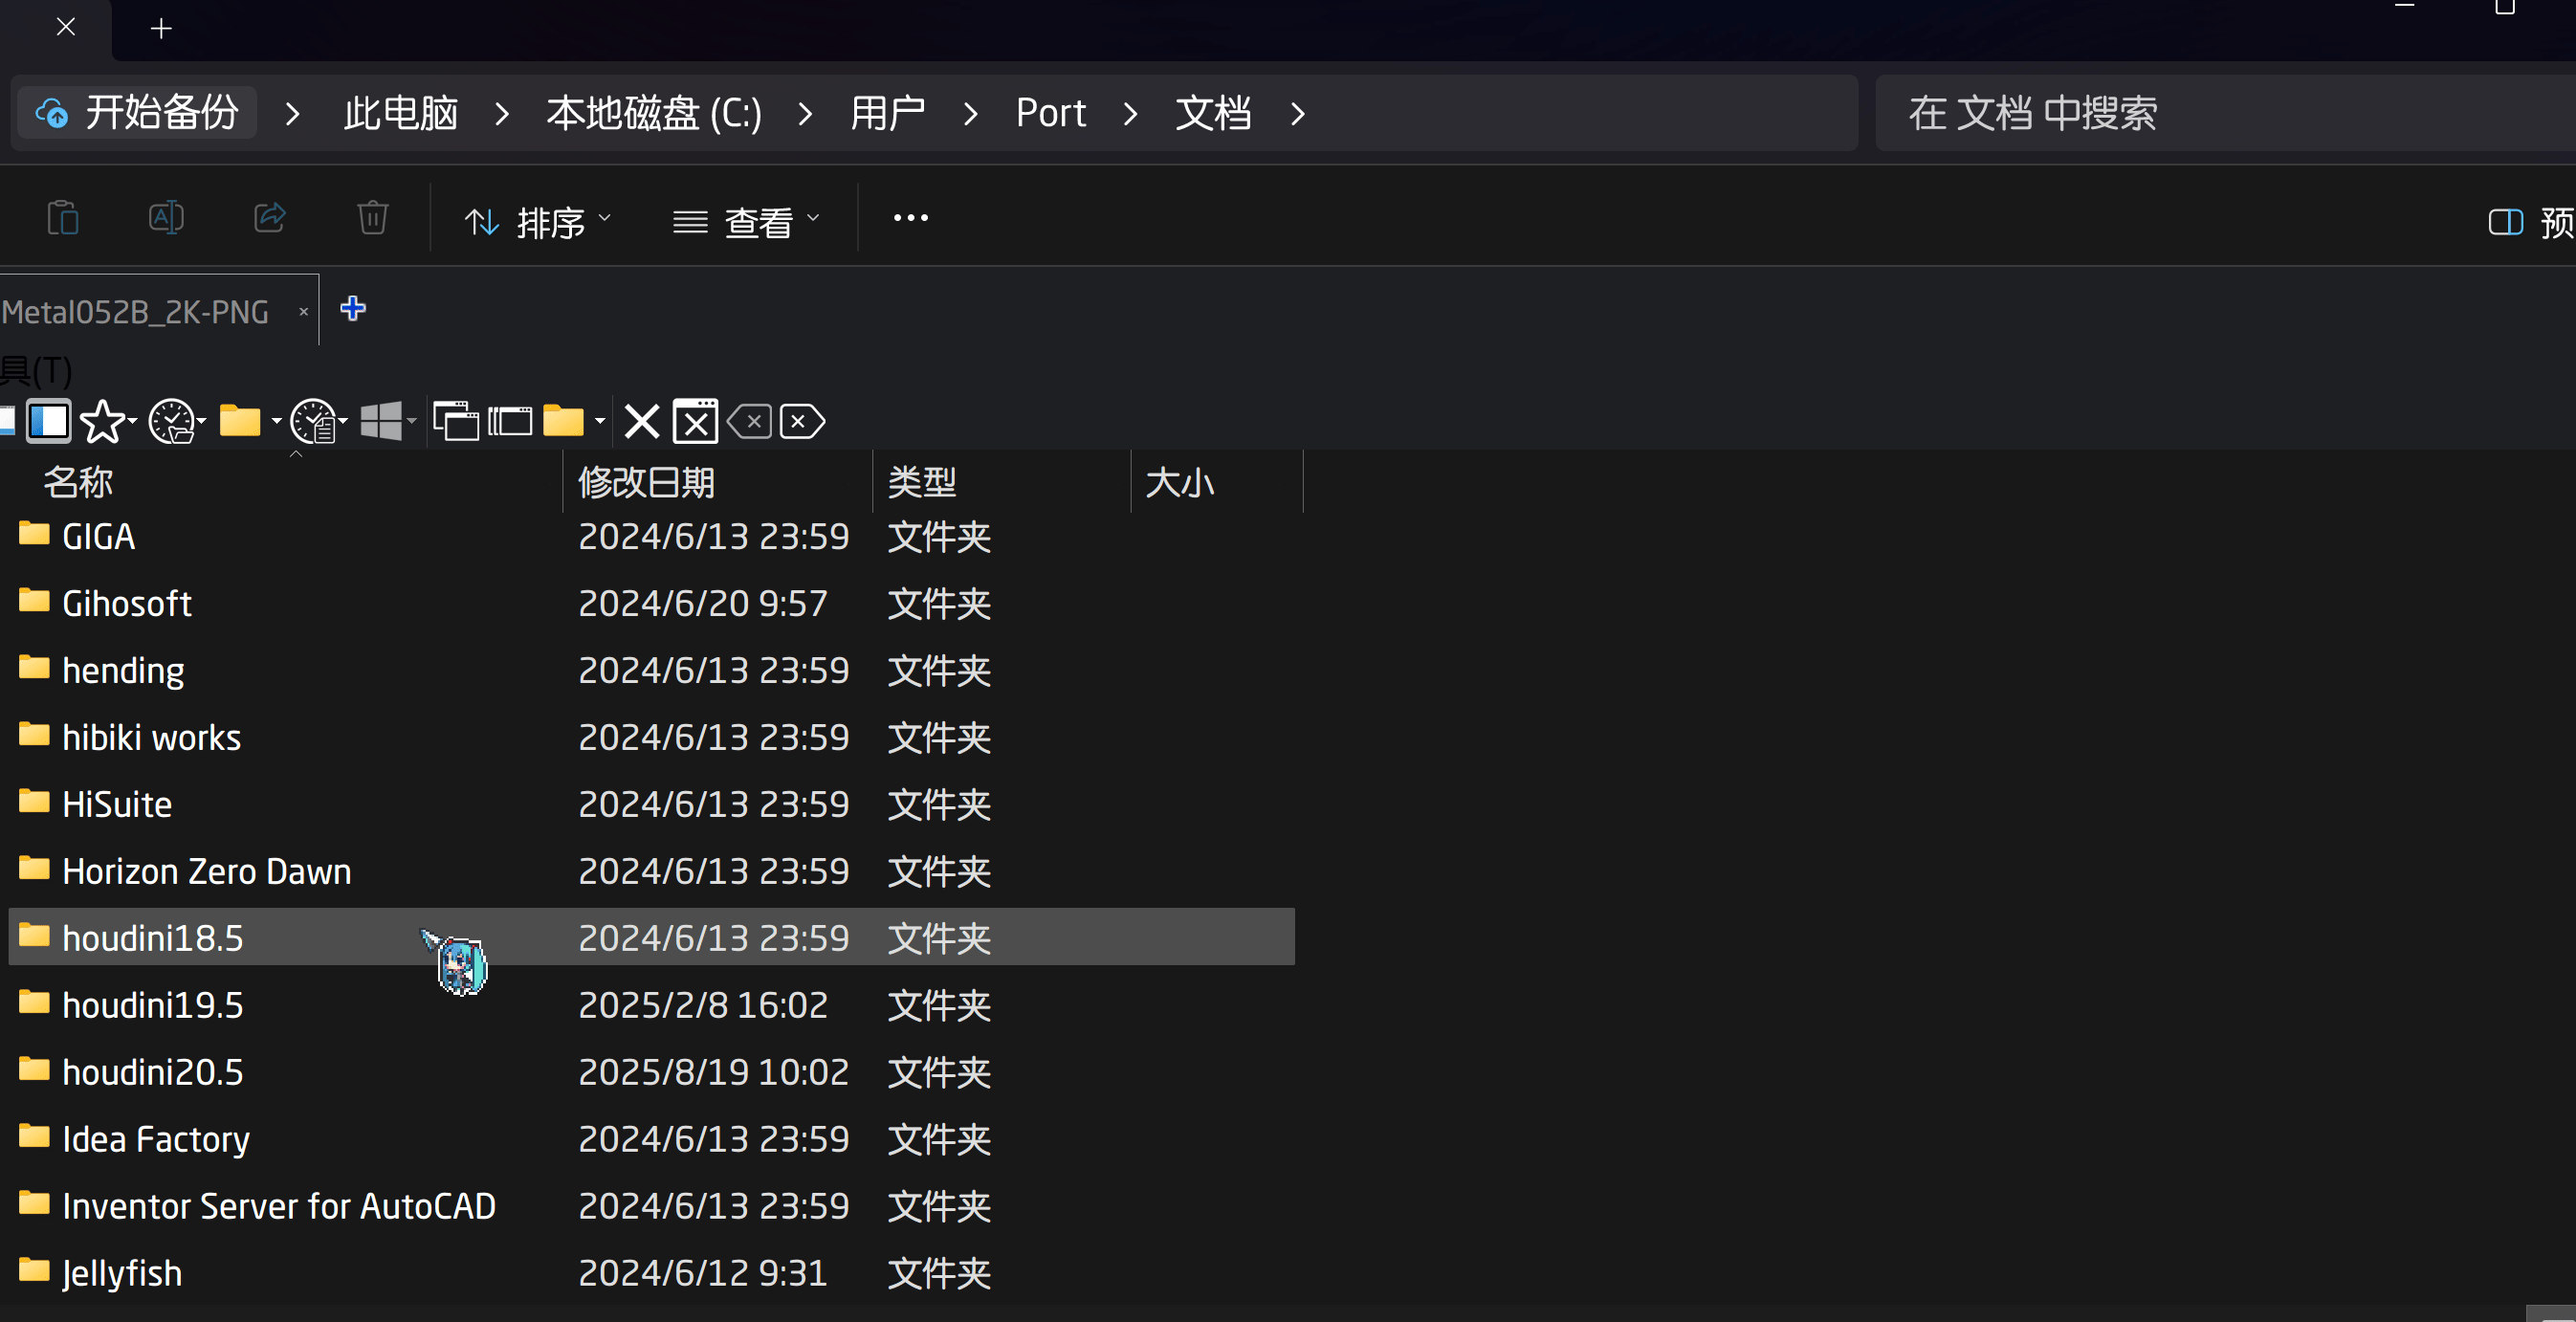 开始备份 > 此电脑 > 本地磁盘 (C:) > 用户 > Port > 文档 > 在 文档 中搜索
排序 查看 ••• 预
Metal052B_2K-PNG
具(T)
名称 修改日期 类型 大小
GIGA 2024/6/13 23:59 文件夹
Gihosoft 2024/6/20 9:57 文件夹
hending 2024/6/13 23:59 文件夹
hibiki works 2024/6/13 23:59 文件夹
HiSuite 2024/6/13 23:59 文件夹
Horizon Zero Dawn 2024/6/13 23:59 文件夹
houdini18.5 2024/6/13 23:59 文件夹
houdini19.5 2025/2/8 16:02 文件夹
houdini20.5 2025/8/19 10:02 文件夹
Idea Factory 2024/6/13 23:59 文件夹
Inventor Server for AutoCAD 2024/6/13 23:59 文件夹
Jellyfish 2024/6/12 9:31 文件夹